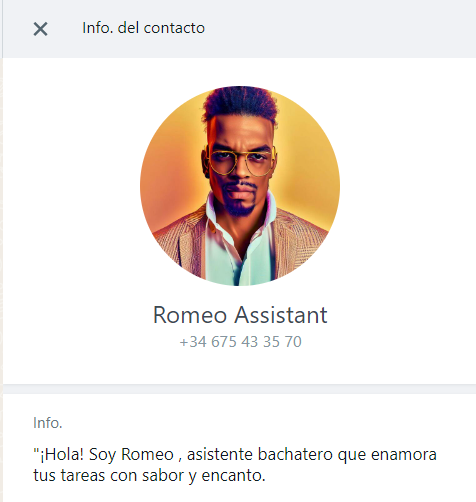 Info. del contacto
Romeo Assistant
+34 675 43 35 70
Info.
"¡Hola! Soy Romeo , asistente bachatero que enamora
tus tareas con sabor y encanto.